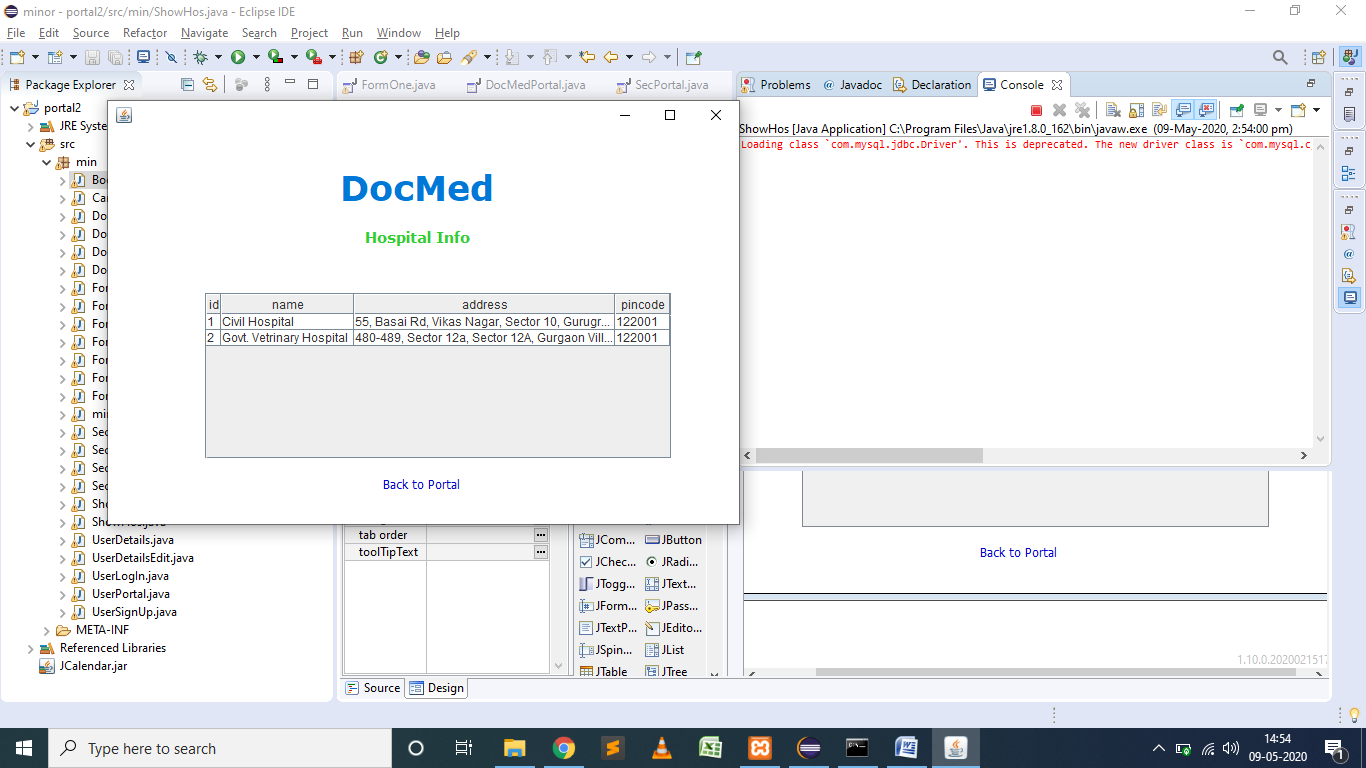 minor - portal2/src/min/ShowHos.java - Eclipse IDE
File Edit Source Refactor Navigate Search Project Run Window Help
Package Explorer
FormOne.java
DocMedPortal.java
SecPortal.java
Problems
Javadoc
Declaration
Console
portal2
JRE Syste
src
min
Boo
Car
Do
Do
Do
Do
For
For
For
For
For
For
For
min
Sec
Sec
Sec
Sec
Sho
ShowHos.java
UserDetails.java
UserDetailsEdit.java
UserLogIn.java
UserPortal.java
UserSignUp.java
META-INF
Referenced Libraries
JCalendar.jar
DocMed
Hospital Info
id name address pincode
1 Civil Hospital 55, Basai Rd, Vikas Nagar, Sector 10, Gurugr... 122001
2 Govt. Vetrinary Hospital 480-489, Sector 12a, Sector 12A, Gurgaon Vill... 122001
Back to Portal
ShowHos [Java Application] C:\Program Files\Java\jre1.8.0_162\bin\javaw.exe (09-May-2020, 2:54:00 pm)
Loading class `com.mysql.jdbc.Driver'. This is deprecated. The new driver class is `com.mysql.c
tab order
toolTipText
JCom... JButton
JChec... JRadi...
JTogg... JText...
JForm... JPass...
JTextP... JEdito...
JSpin... JList
JTable JTree
Back to Portal
1.10.0.2020021517
Source Design
Type here to search
14:54
09-05-2020
1